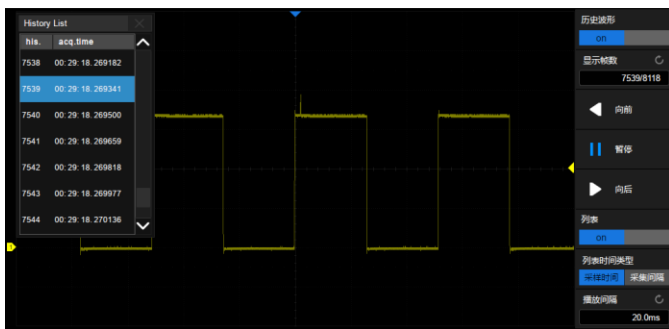 History List
his. acq.time
7538 00:29:18.269182
7539 00:29:18.269341
7540 00:29:18.269500
7541 00:29:18.269659
7542 00:29:18.269818
7543 00:29:18.269977
7544 00:29:18.270136
1
历史波形
on
显示帧数
7539/8118
向前
暂停
向后
列表
on
列表时间类型
采样时间 采集间隔
播放间隔
20.0ms